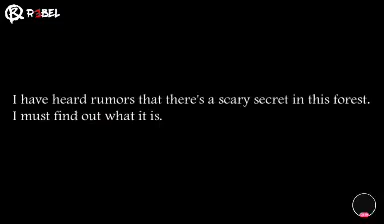 R3BEL
I have heard rumors that there's a scary secret in this forest.
I must find out what it is.